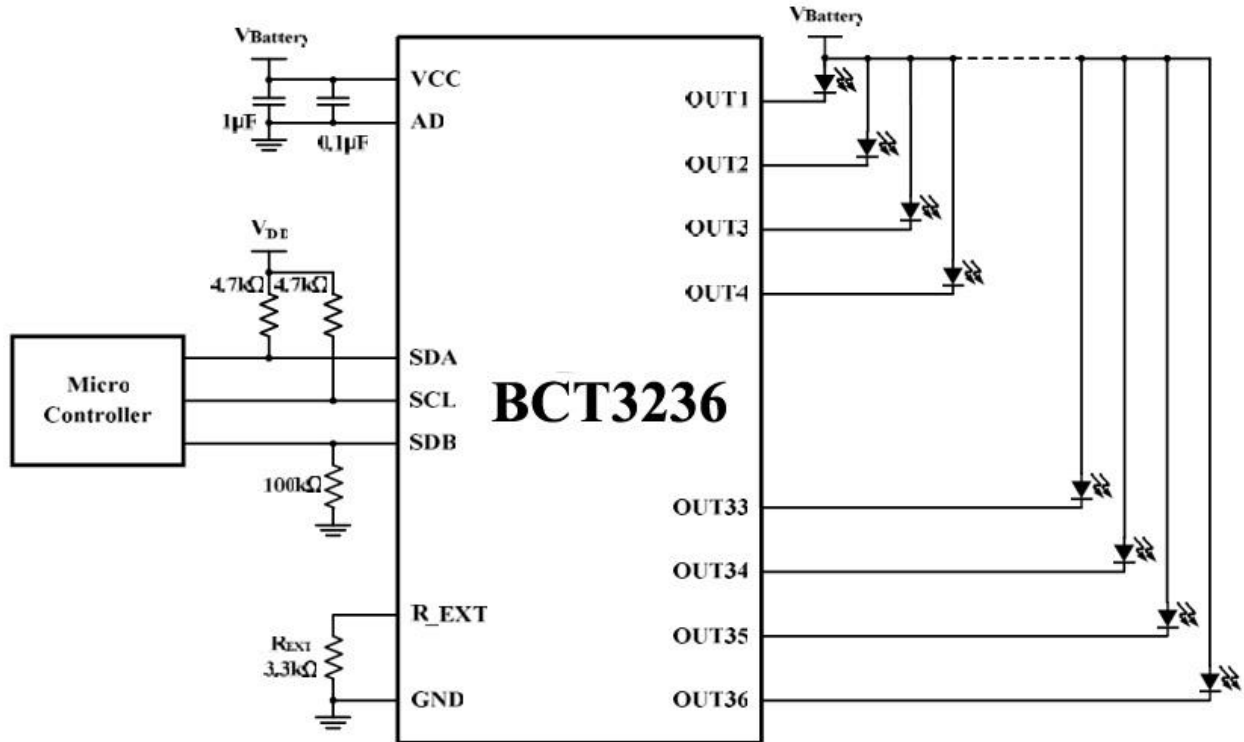 VBattery
VCC
1µF
0.1µF
AD
VDD
4.7kΩ 4.7kΩ
Micro
Controller
SDA
SCL
SDB
100kΩ
R_EXT
REXT
3.3kΩ
GND
BCT3236
VBattery
OUT1
OUT2
OUT3
OUT4
OUT33
OUT34
OUT35
OUT36